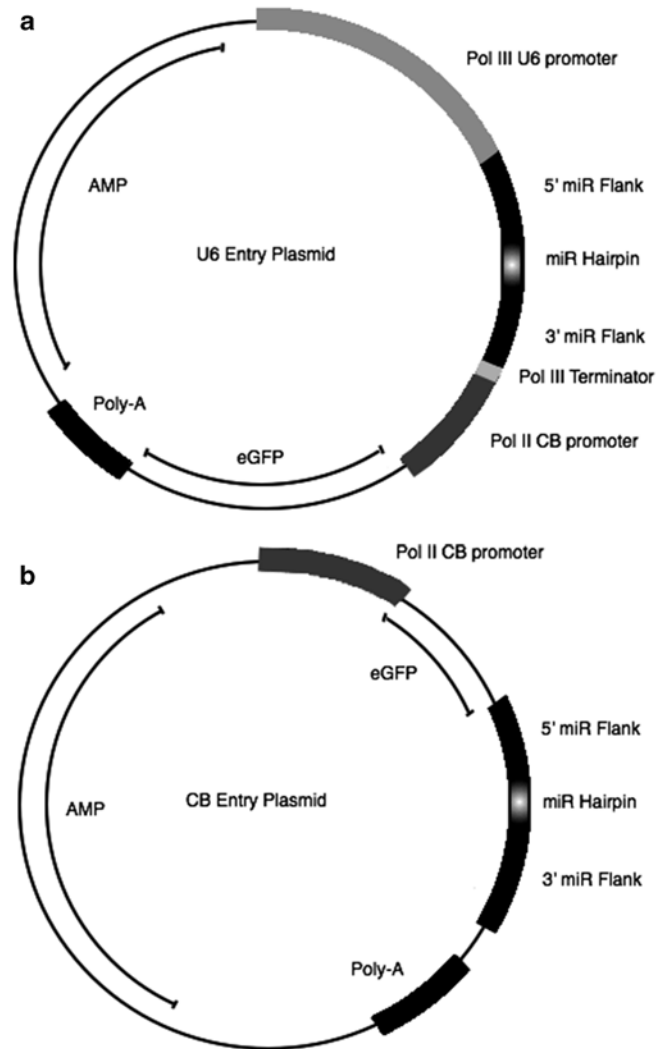 a
Pol III U6 promoter
AMP
5' miR Flank
U6 Entry Plasmid
miR Hairpin
3' miR Flank
Pol III Terminator
Poly-A
Pol II CB promoter
eGFP
b
Pol II CB promoter
eGFP
5' miR Flank
AMP
CB Entry Plasmid
miR Hairpin
3' miR Flank
Poly-A